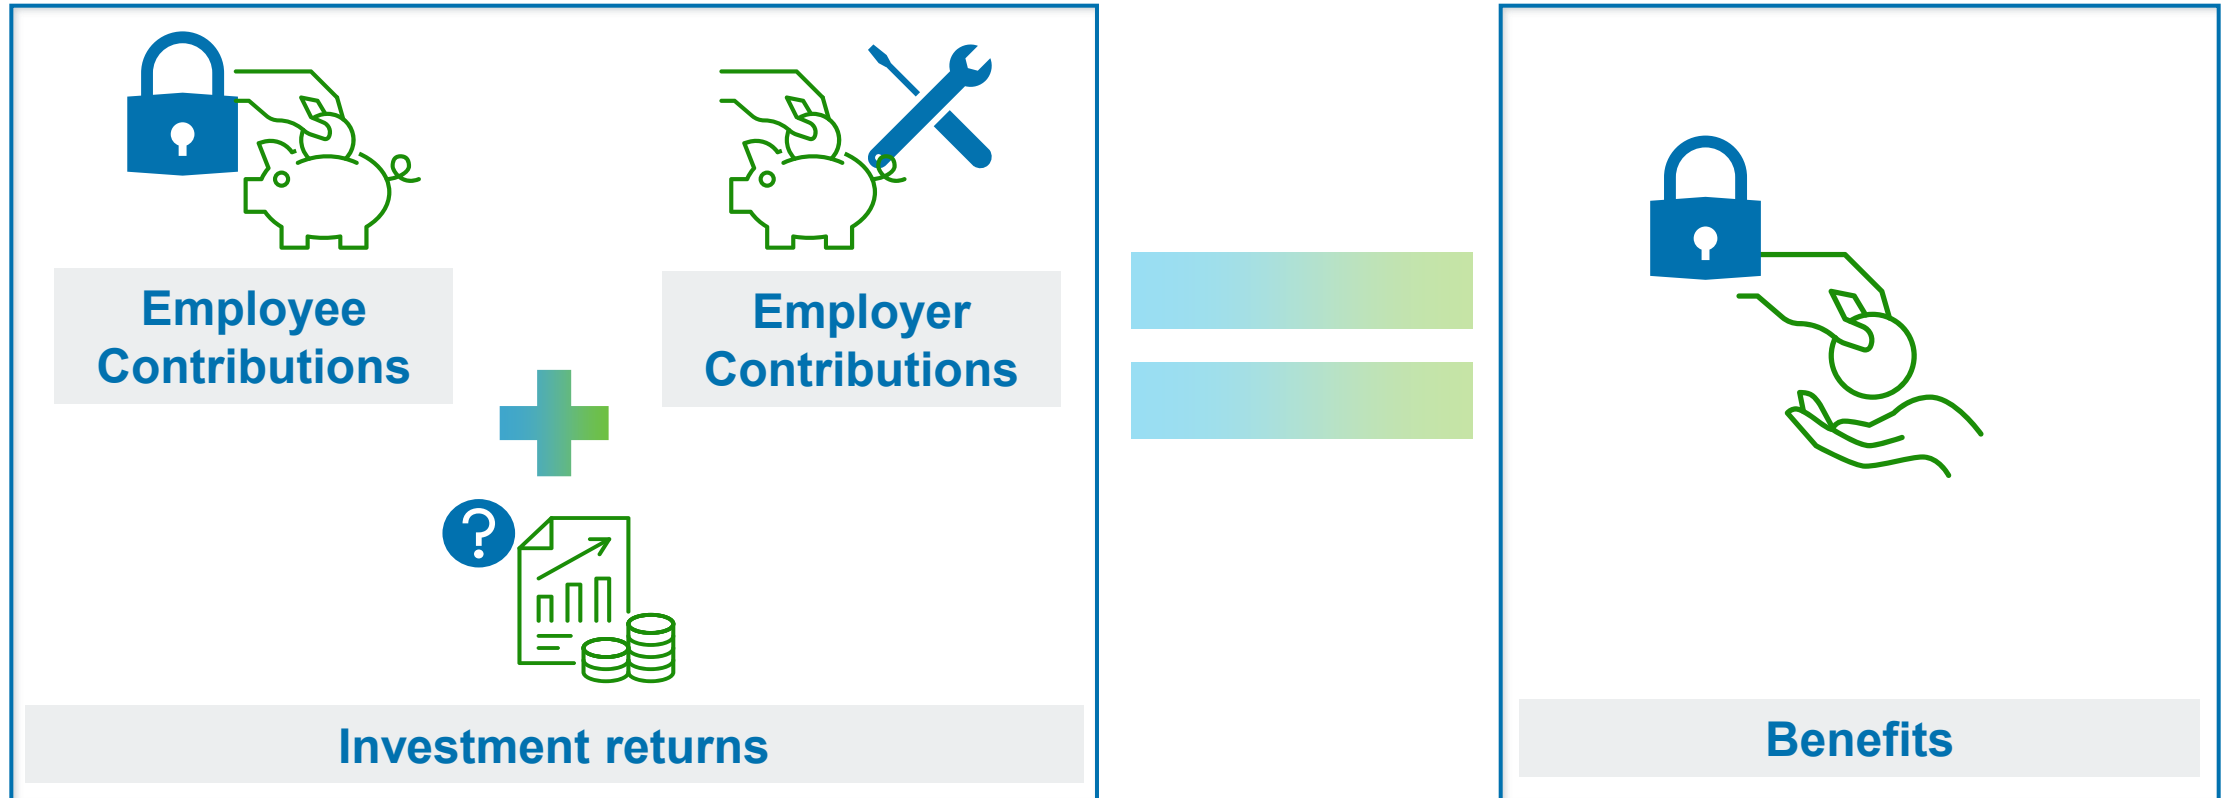 Employee
Contributions
Employer
Contributions
?
Investment returns
Benefits